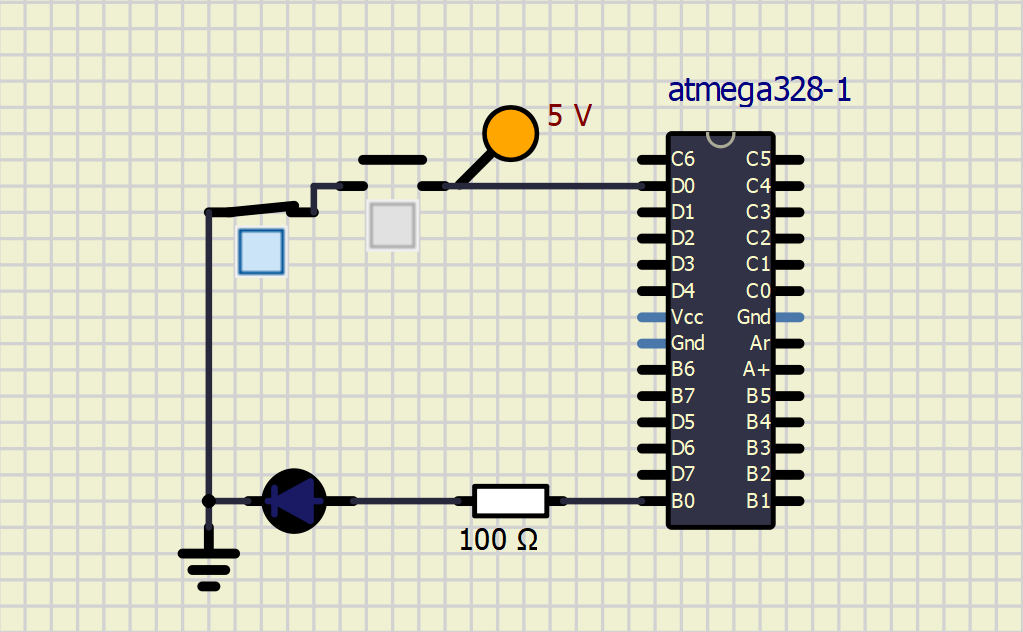 atmega328-1
5 V
C6 C5
D0 C4
D1 C3
D2 C2
D3 C1
D4 C0
Vcc Gnd
Gnd Ar
B6 A+
B7 B5
D5 B4
D6 B3
D7 B2
B0 B1
100 Ω